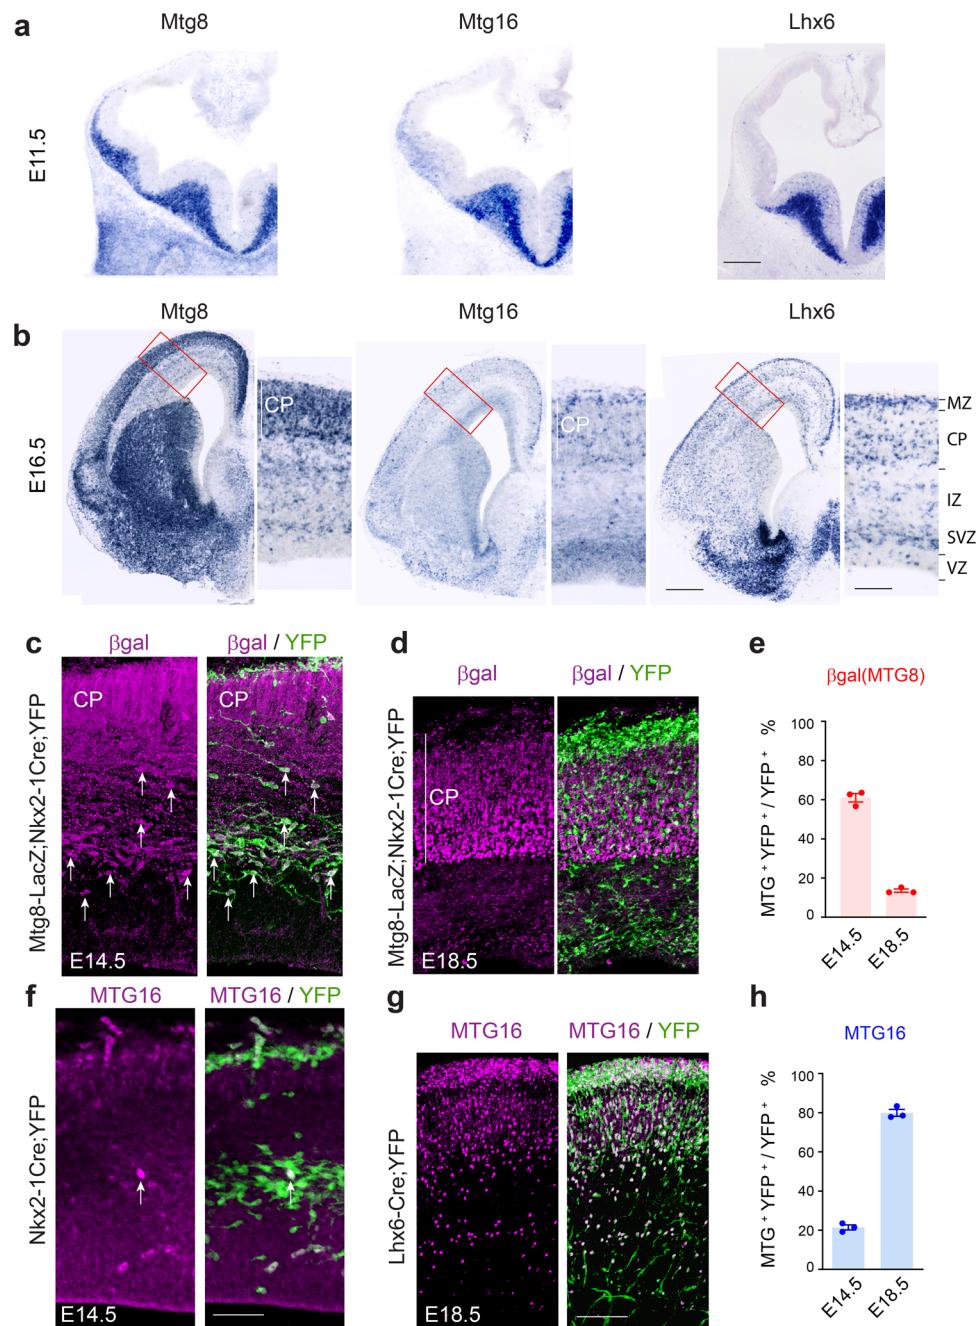 a
Mtg8
Mtg16
Lhx6
E11.5
b
Mtg8
Mtg16
Lhx6
E16.5
CP
CP
MZ
CP
IZ
SVZ
VZ
c
βgal
βgal / YFP
Mtg8-LacZ;Nkx2-1Cre;YFP
CP
CP
E14.5
d
βgal
βgal / YFP
Mtg8-LacZ;Nkx2-1Cre;YFP
CP
E18.5
e
βgal(MTG8)
MTG⁺YFP⁺/ YFP⁺ %
100
80
60
40
20
0
E14.5
E18.5
f
MTG16
MTG16 / YFP
Nkx2-1Cre;YFP
E14.5
g
MTG16
MTG16 / YFP
Lhx6-Cre;YFP
E18.5
h
MTG16
MTG⁺YFP⁺/ YFP⁺ %
100
80
60
40
20
0
E14.5
E18.5